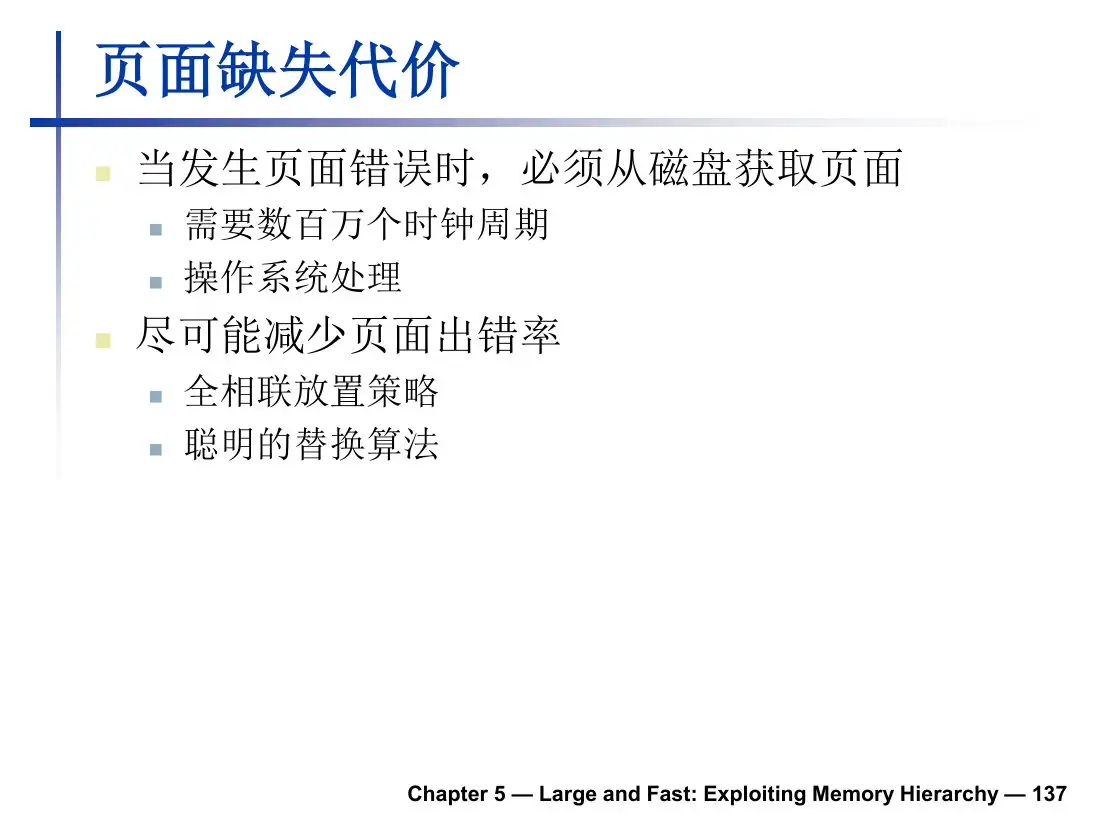 页面缺失代价
当发生页面错误时，必须从磁盘获取页面
需要数百万个时钟周期
操作系统处理
尽可能减少页面出错率
全相联放置策略
聪明的替换算法
Chapter 5 — Large and Fast: Exploiting Memory Hierarchy — 137